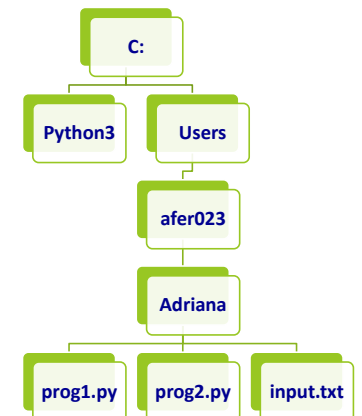 C:
Python3
Users
afer023
Adriana
prog1.py
prog2.py
input.txt